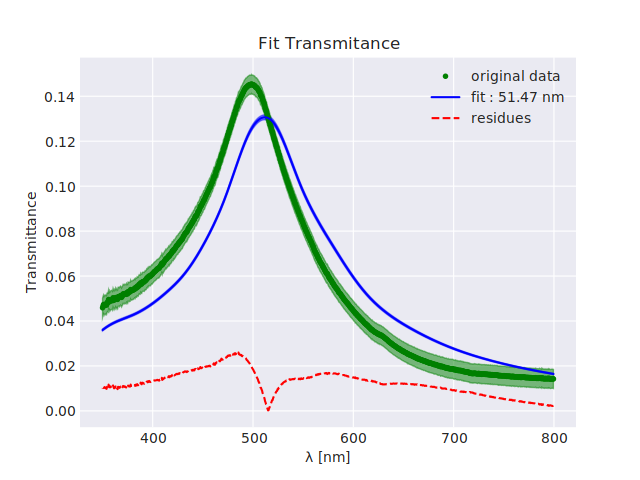 Fit Transmitance
original data
fit : 51.47 nm
residues
Transmittance
0.14
0.12
0.10
0.08
0.06
0.04
0.02
0.00
400 500 600 700 800
λ [nm]